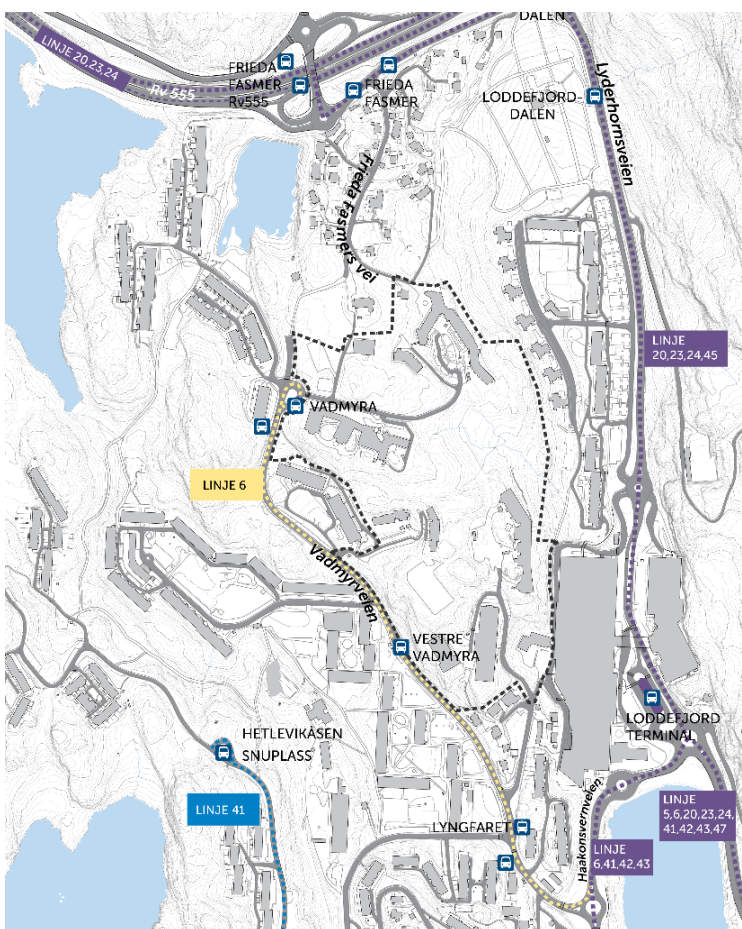 DALEN
LINJE 20,23,24
Rv 555
FRIEDA
FASMER
Rv555
FRIEDA
FASMER
LODDEFJORD-
DALEN
Lyderhornsveien
Frieda Fasmers vei
LINJE
20,23,24,45
VADMYRA
LINJE 6
Vadmyrveien
VESTRE
VADMYRA
LODDEFJORD
TERMINAL
HETLEVIKÅSEN
SNUPLASS
LINJE 41
LINJE
5,6,20,23,24,
41,42,43,47
LYNGFARET
Haakonsvernveien
LINJE
6,41,42,43